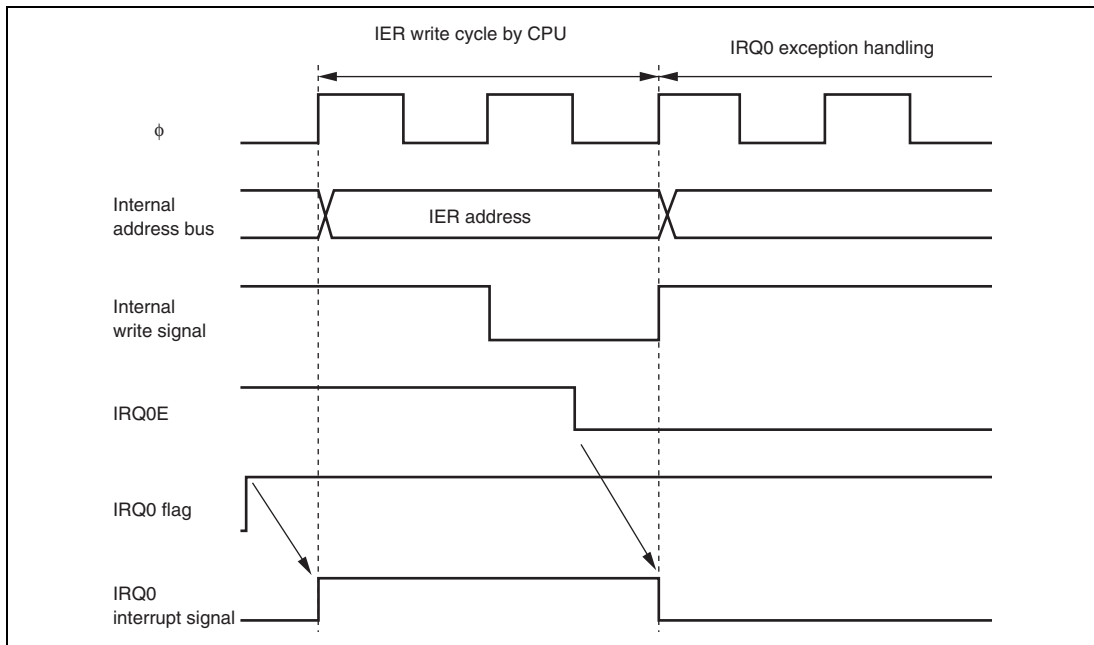 IER write cycle by CPU
IRQ0 exception handling
ϕ
Internal
address bus
IER address
Internal
write signal
IRQ0E
IRQ0 flag
IRQ0
interrupt signal